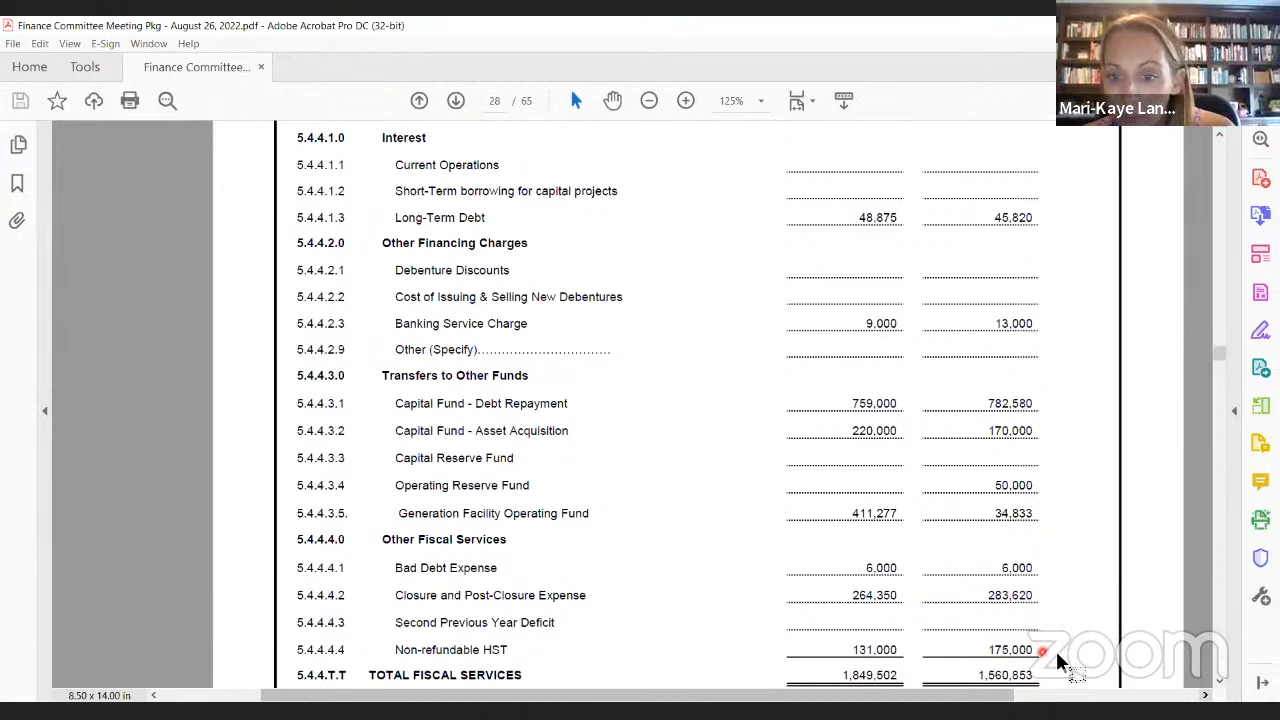 Finance Committee Meeting Pkg - August 26, 2022.pdf - Adobe Acrobat Pro DC (32-bit)
File Edit View E-Sign Window Help
Home Tools Finance Committee... ×
28 / 65 125%
Mari-Kaye Lan...
5.4.4.1.0 Interest
5.4.4.1.1 Current Operations
5.4.4.1.2 Short-Term borrowing for capital projects
5.4.4.1.3 Long-Term Debt 48,875 45,820
5.4.4.2.0 Other Financing Charges
5.4.4.2.1 Debenture Discounts
5.4.4.2.2 Cost of Issuing & Selling New Debentures
5.4.4.2.3 Banking Service Charge 9,000 13,000
5.4.4.2.9 Other (Specify).................................
5.4.4.3.0 Transfers to Other Funds
5.4.4.3.1 Capital Fund - Debt Repayment 759,000 782,580
5.4.4.3.2 Capital Fund - Asset Acquisition 220,000 170,000
5.4.4.3.3 Capital Reserve Fund
5.4.4.3.4 Operating Reserve Fund 50,000
5.4.4.3.5. Generation Facility Operating Fund 411,277 34,833
5.4.4.4.0 Other Fiscal Services
5.4.4.4.1 Bad Debt Expense 6,000 6,000
5.4.4.4.2 Closure and Post-Closure Expense 264,350 283,620
5.4.4.4.3 Second Previous Year Deficit
5.4.4.4.4 Non-refundable HST 131,000 175,000
5.4.4.T.T TOTAL FISCAL SERVICES 1,849,502 1,560,853
zoom
8.50 x 14.00 in